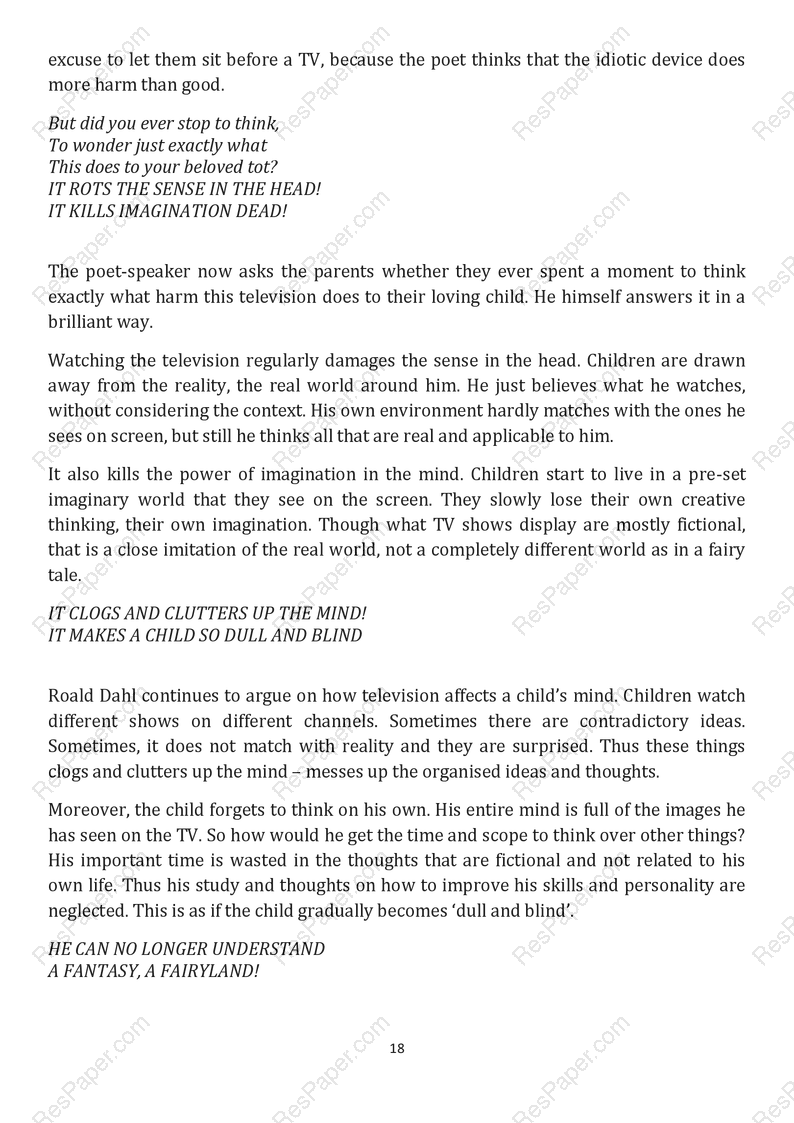 excuse to let them sit before a TV, because the poet thinks that the idiotic device does
more harm than good.
But did you ever stop to think,
To wonder just exactly what
This does to your beloved tot?
IT ROTS THE SENSE IN THE HEAD!
IT KILLS IMAGINATION DEAD!
The poet-speaker now asks the parents whether they ever spent a moment to think
exactly what harm this television does to their loving child. He himself answers it in a
brilliant way.
Watching the television regularly damages the sense in the head. Children are drawn
away from the reality, the real world around him. He just believes what he watches,
without considering the context. His own environment hardly matches with the ones he
sees on screen, but still he thinks all that are real and applicable to him.
It also kills the power of imagination in the mind. Children start to live in a pre-set
imaginary world that they see on the screen. They slowly lose their own creative
thinking, their own imagination. Though what TV shows display are mostly fictional,
that is a close imitation of the real world, not a completely different world as in a fairy
tale.
IT CLOGS AND CLUTTERS UP THE MIND!
IT MAKES A CHILD SO DULL AND BLIND
Roald Dahl continues to argue on how television affects a child’s mind. Children watch
different shows on different channels. Sometimes there are contradictory ideas.
Sometimes, it does not match with reality and they are surprised. Thus these things
clogs and clutters up the mind – messes up the organised ideas and thoughts.
Moreover, the child forgets to think on his own. His entire mind is full of the images he
has seen on the TV. So how would he get the time and scope to think over other things?
His important time is wasted in the thoughts that are fictional and not related to his
own life. Thus his study and thoughts on how to improve his skills and personality are
neglected. This is as if the child gradually becomes ‘dull and blind’.
HE CAN NO LONGER UNDERSTAND
A FANTASY, A FAIRYLAND!
18